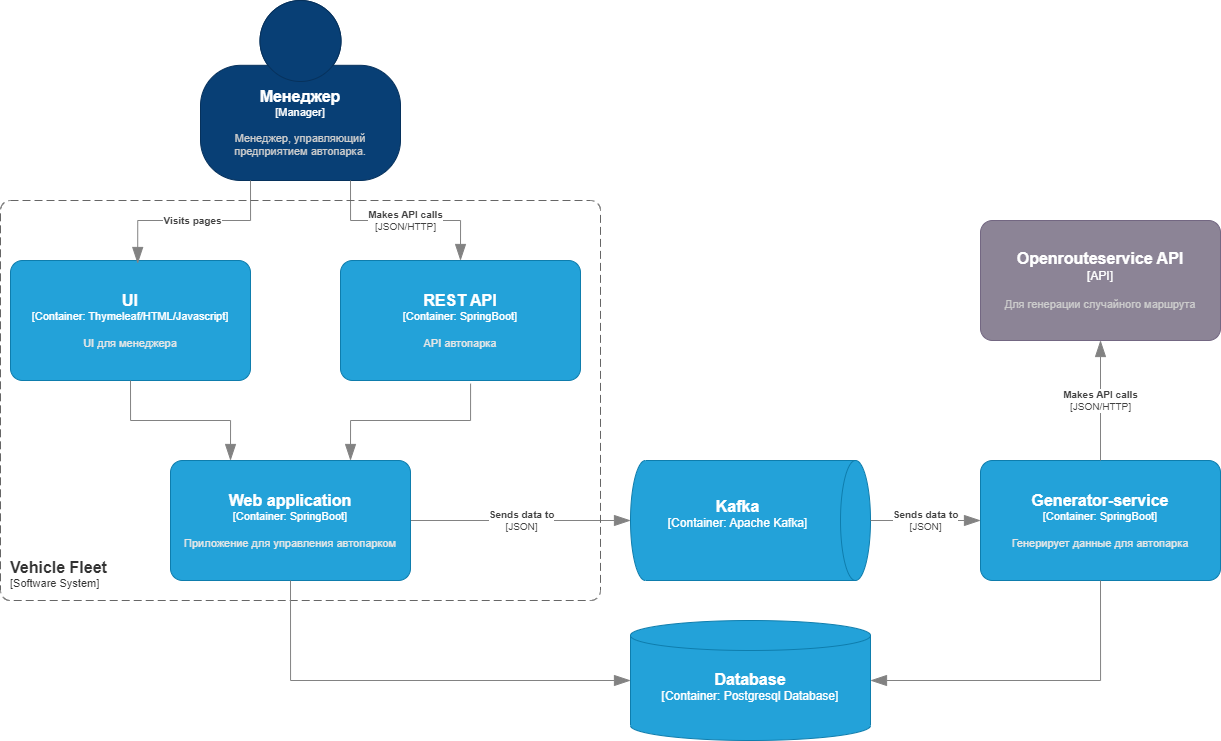 Менеджер
[Manager]
Менеджер, управляющий
предприятием автопарка.
Visits pages
Makes API calls
[JSON/HTTP]
UI
[Container: Thymeleaf/HTML/Javascript]
UI для менеджера
REST API
[Container: SpringBoot]
API автопарка
Openrouteservice API
[API]
Для генерации случайного маршрута
Makes API calls
[JSON/HTTP]
Web application
[Container: SpringBoot]
Приложение для управления автопарком
Sends data to
[JSON]
Kafka
[Container: Apache Kafka]
Sends data to
[JSON]
Generator-service
[Container: SpringBoot]
Генерирует данные для автопарка
Vehicle Fleet
[Software System]
Database
[Container: Postgresql Database]